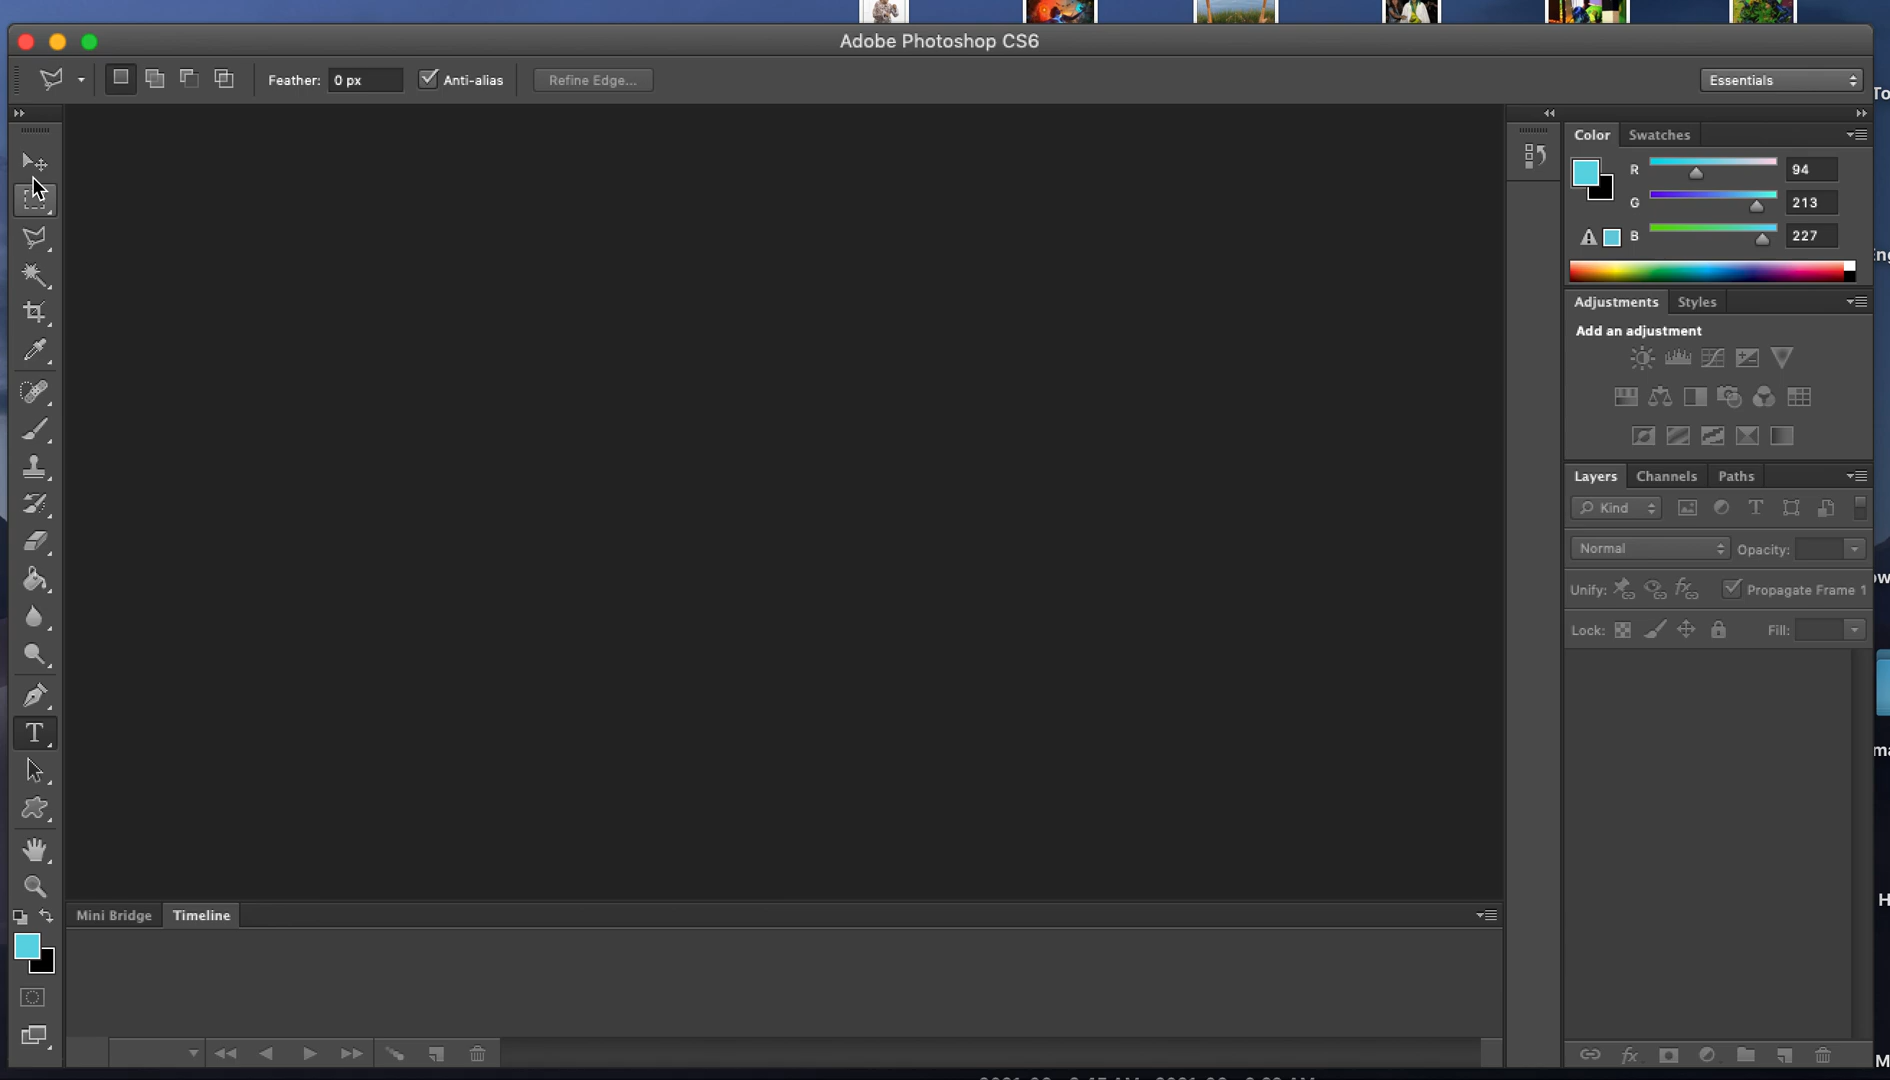 Adobe Photoshop CS6
Feather: 0 px Anti-alias Refine Edge... Essentials
Color Swatches
R 94
G 213
B 227
Adjustments Styles
Add an adjustment
Layers Channels Paths
Kind T
Normal Opacity:
Unify: Propagate Frame 1
Lock: Fill:
T
Mini Bridge Timeline
fx